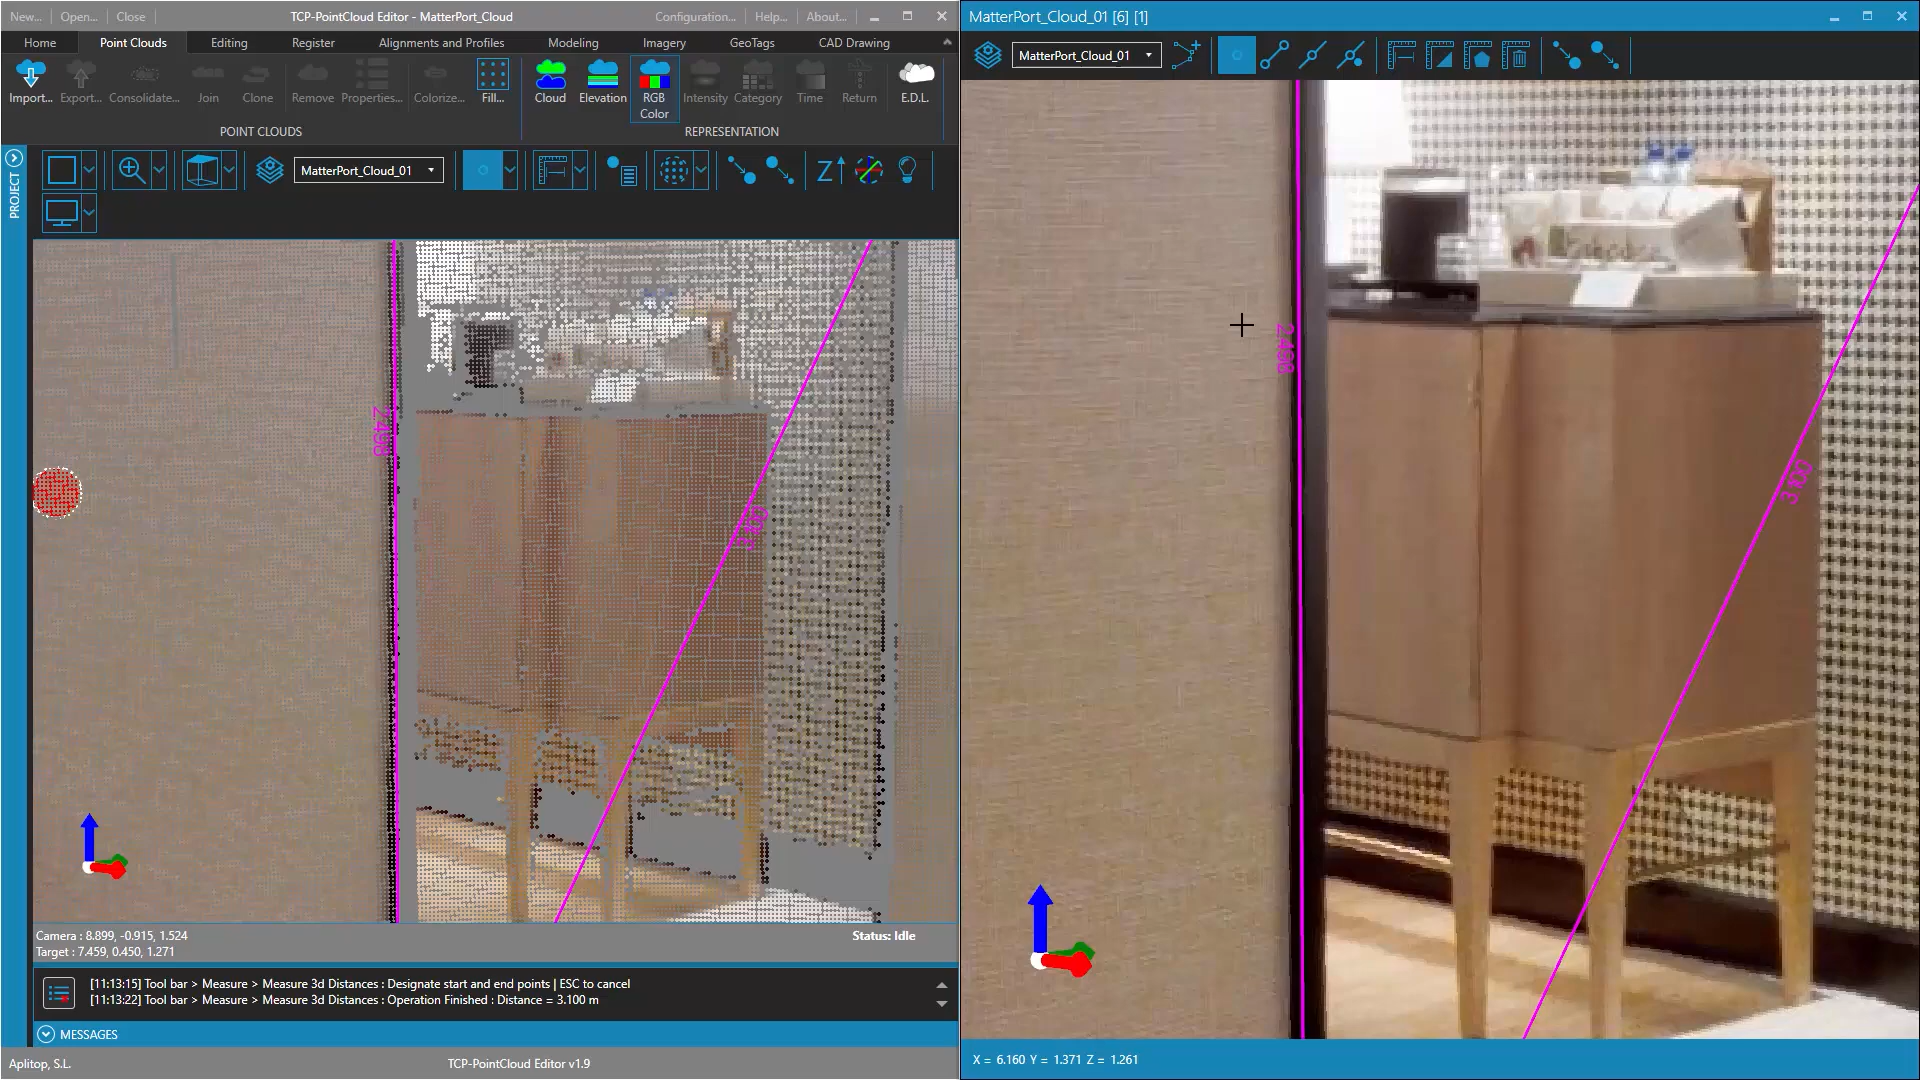 New... Open... Close TCP-PointCloud Editor - MatterPort_Cloud Configuration... Help... About...
Home Point Clouds Editing Register Alignments and Profiles Modeling Imagery GeoTags CAD Drawing
Import... Export... Consolidate... Join Clone Remove Properties... Colorize... Fill... Cloud Elevation RGB Color Intensity Category Time Return E.D.L.
POINT CLOUDS REPRESENTATION
PROJECT
MatterPort_Cloud_01
Z
2.498
3.100
Camera : 8.899, -0.915, 1.524
Target : 7.459, 0.450, 1.271
Status: Idle
[11:13:15] Tool bar > Measure > Measure 3d Distances : Designate start and end points | ESC to cancel
[11:13:22] Tool bar > Measure > Measure 3d Distances : Operation Finished : Distance = 3.100 m
MESSAGES
Aplitop, S.L. TCP-PointCloud Editor v1.9
MatterPort_Cloud_01 [6] [1]
MatterPort_Cloud_01
2.498
3.100
X = 6.160 Y = 1.371 Z = 1.261